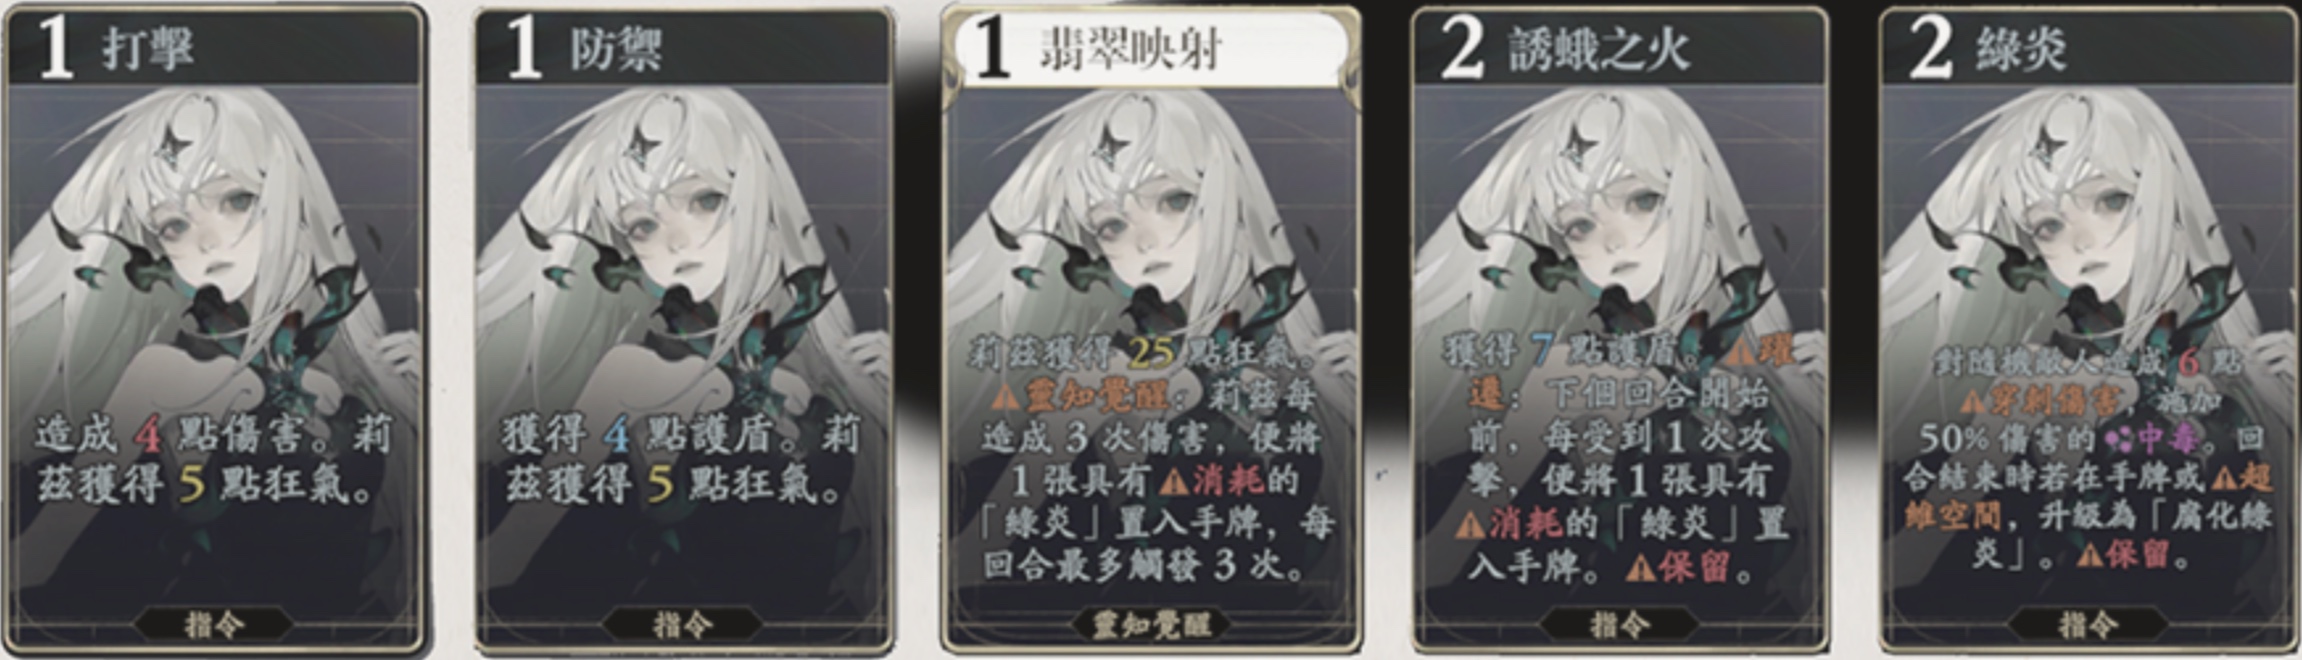 1 打擊
造成 4 點傷害。莉
茲獲得 5 點狂氣。
指令
1 防禦
獲得 4 點護盾。莉
茲獲得 5 點狂氣。
指令
1 翡翠映射
莉茲獲得 25 點狂氣。
靈知覺醒：莉茲每
造成 3 次傷害，便將
1 張具有 消耗的
「綠炎」置入手牌，每
回合最多觸發 3 次。
靈知覺醒
2 誘蛾之火
獲得 7 點護盾。 躍
遷：下個回合開始
前，每受到 1 次攻
擊，便將 1 張具有
消耗的「綠炎」置
入手牌。 保留。
指令
2 綠炎
對隨機敵人造成 6 點
穿刺傷害，施加
50% 傷害的 中毒。回
合結束時若在手牌或 超
維空間，升級為「腐化綠
炎」。 保留。
指令